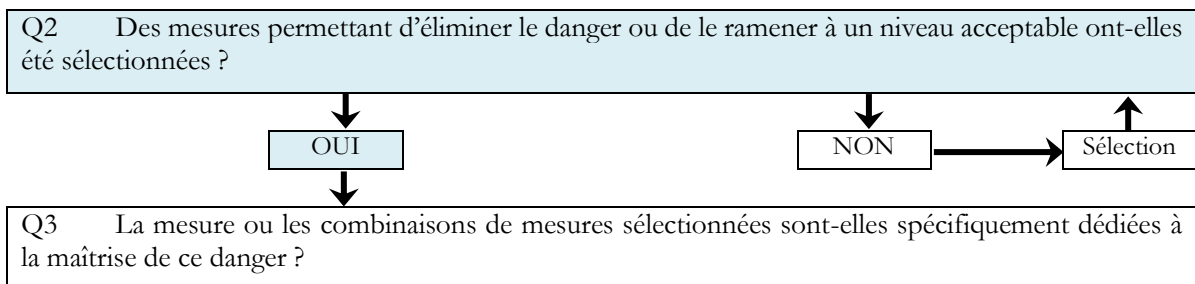 Q2 Des mesures permettant d’éliminer le danger ou de le ramener à un niveau acceptable ont-elles
été sélectionnées ?
OUI
NON
Sélection
Q3 La mesure ou les combinaisons de mesures sélectionnées sont-elles spécifiquement dédiées à
la maîtrise de ce danger ?